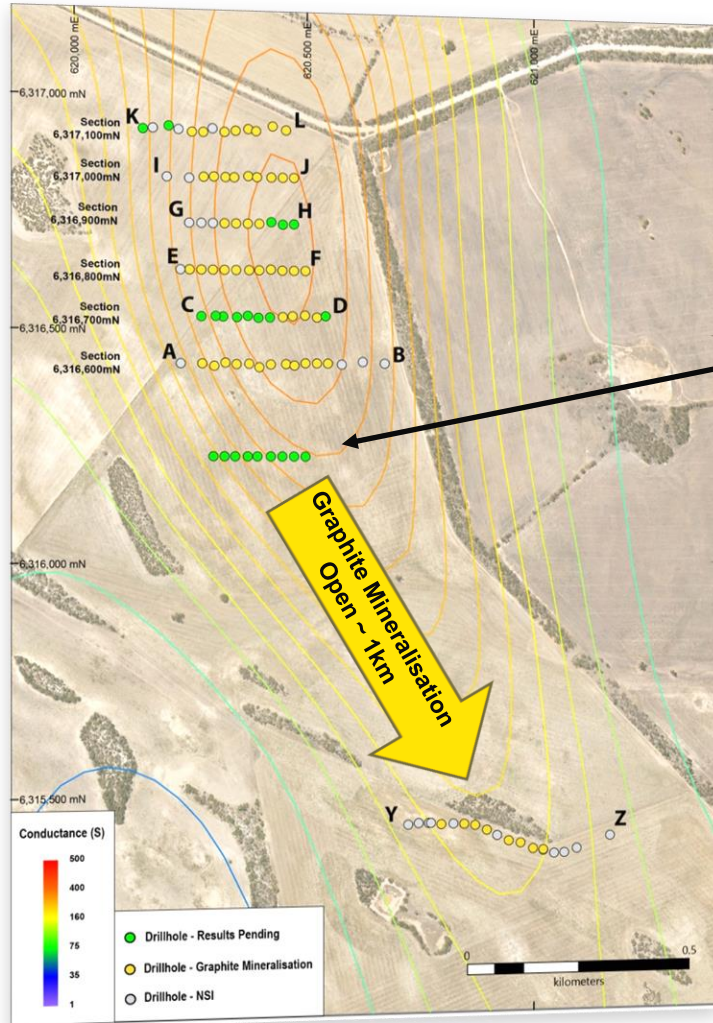 620,000 mE
620,500 mE
621,000 mE
6,317,000 mN
Section
6,317,100mN
K
L
Section
6,317,000mN
I
J
Section
6,316,900mN
G
H
Section
6,316,800mN
E
F
Section
6,316,700mN
C
D
6,316,500 mN
Section
6,316,600mN
A
B
Graphite Mineralisation
Open ~ 1km
6,316,000 mN
6,315,500 mN
Y
Z
Conductance (S)
500
400
160
75
35
1
Drillhole - Results Pending
Drillhole - Graphite Mineralisation
Drillhole - NSI
0
0.5
kilometers